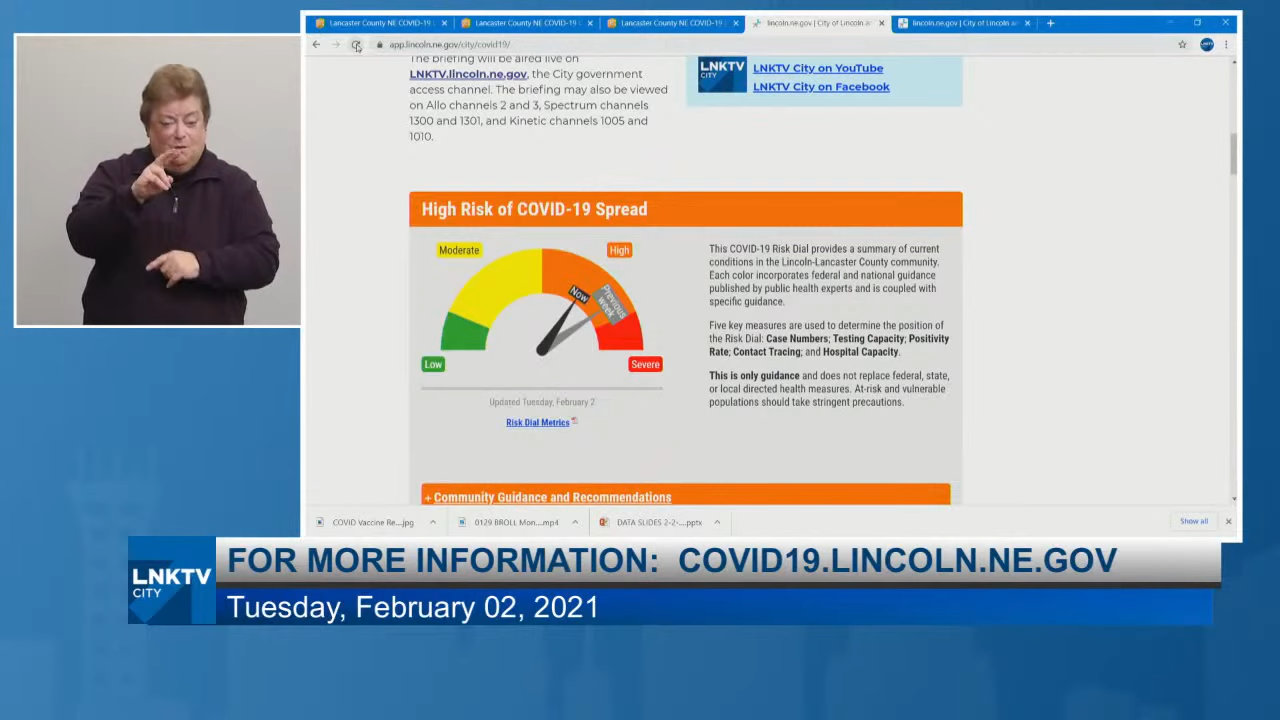 Lancaster County NE COVID-19
Lancaster County NE COVID-19
Lancaster County NE COVID-19
lincoln.ne.gov | City of Lincoln an
lincoln.ne.gov | City of Lincoln an
app.lincoln.ne.gov/city/covid19/
The briefing will be aired live on
LNKTV.lincoln.ne.gov, the City government
access channel. The briefing may also be viewed
on Allo channels 2 and 3, Spectrum channels
1300 and 1301, and Kinetic channels 1005 and
1010.
LNKTV
CITY
LNKTV City on YouTube
LNKTV City on Facebook
High Risk of COVID-19 Spread
Moderate
High
Now
Previous
week
Low
Severe
Updated Tuesday, February 2
Risk Dial Metrics
This COVID-19 Risk Dial provides a summary of current
conditions in the Lincoln-Lancaster County community.
Each color incorporates federal and national guidance
published by public health experts and is coupled with
specific guidance.
Five key measures are used to determine the position of
the Risk Dial: Case Numbers; Testing Capacity; Positivity
Rate; Contact Tracing; and Hospital Capacity.
This is only guidance and does not replace federal, state,
or local directed health measures. At-risk and vulnerable
populations should take stringent precautions.
+ Community Guidance and Recommendations
COVID Vaccine Re....jpg
0129 BROLL Mon....mp4
DATA SLIDES 2-2-....pptx
Show all
LNKTV
CITY
FOR MORE INFORMATION: COVID19.LINCOLN.NE.GOV
Tuesday, February 02, 2021